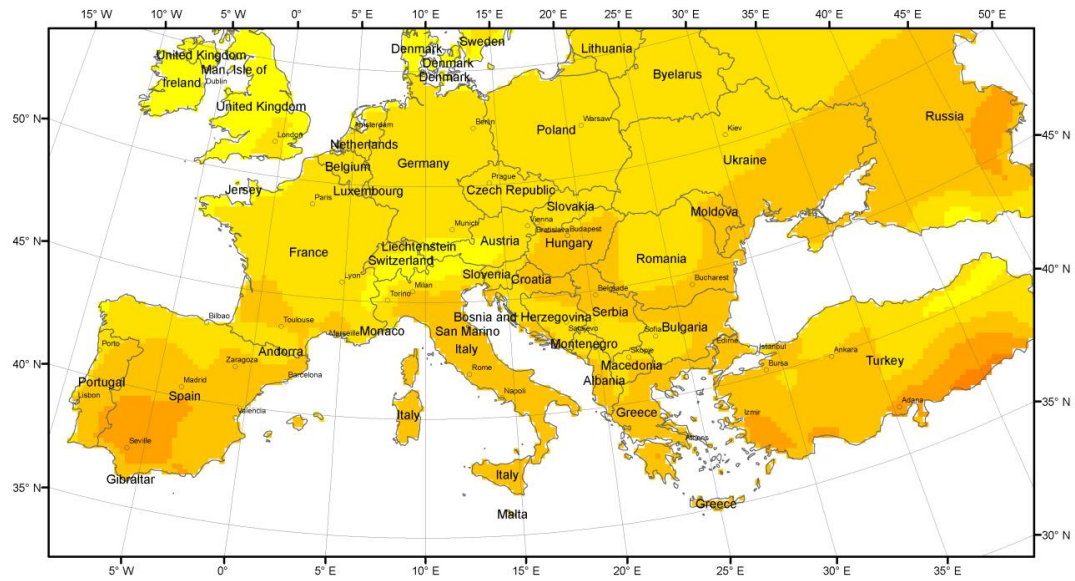 15° W 10° W 5° W 0° E 5° E 10° E 15° E 20° E 25° E 30° E 35° E 40° E 45° E 50° E
Sweden
Denmark
Lithuania
United Kingdom
Denmark
Man, Isle of
Denmark
Byelarus
Ireland
Dublin
United Kingdom
Russia
50° N
Amsterdam
Berlin
Warsaw
Poland
London
Kiev
45° N
Netherlands
Germany
Ukraine
Belgium
Prague
Jersey
Luxembourg
Czech Republic
Paris
Slovakia
Moldova
Munich
Vienna
Bratislava
Budapest
45° N
Austria
Hungary
Liechtenstein
France
Switzerland
Romania
40° N
Lyon
Slovenia
Croatia
Bucharest
Torino
Milan
Belgrade
Bosnia and Herzegovina
Serbia
Bilbao
Toulouse
Marseille
Monaco
San Marino
Sarajevo
Sofia
Bulgaria
Porto
Andorra
Italy
Montenegro
Edirne
Istanbul
Ankara
40° N
Zaragoza
Skopje
Turkey
Macedonia
Bursa
Portugal
Madrid
Barcelona
Rome
Albania
Lisbon
Spain
Napoli
35° N
Valencia
Italy
Greece
Izmir
Adana
Seville
Athens
Gibraltar
Italy
35° N
Greece
Malta
30° N
5° W 0° E 5° E 10° E 15° E 20° E 25° E 30° E 35° E